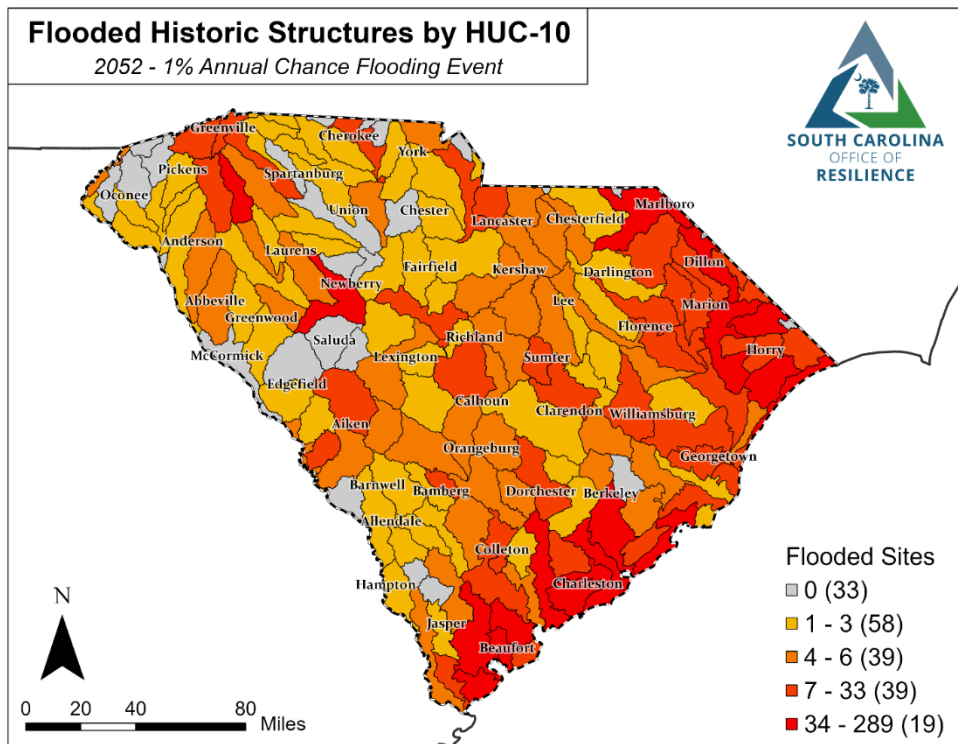 Flooded Historic Structures by HUC-10
2052 - 1% Annual Chance Flooding Event
SOUTH CAROLINA
OFFICE OF
RESILIENCE
Greenville
Cherokee
York
Pickens
Spartanburg
Oconee
Union
Chester
Lancaster
Chesterfield
Marlboro
Anderson
Laurens
Fairfield
Kershaw
Darlington
Dillon
Newberry
Abbeville
Greenwood
Lee
Marion
Saluda
Richland
Florence
McCormick
Lexington
Sumter
Horry
Edgefield
Calhoun
Clarendon
Williamsburg
Aiken
Orangeburg
Georgetown
Barnwell
Bamberg
Dorchester
Berkeley
Allendale
Colleton
Hampton
Charleston
Jasper
Beaufort
Flooded Sites
0 (33)
1 - 3 (58)
4 - 6 (39)
7 - 33 (39)
34 - 289 (19)
N
0 20 40 80
Miles